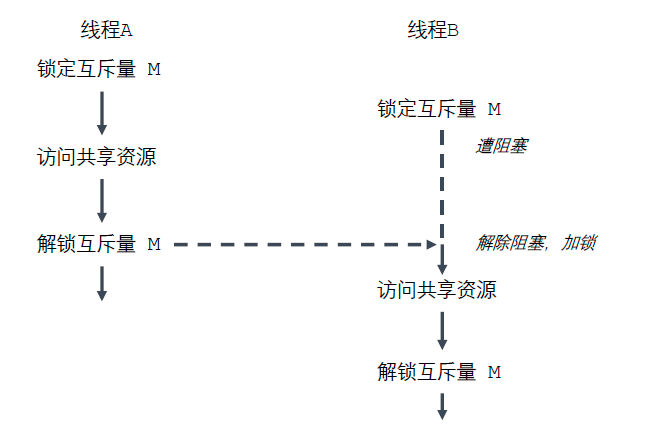 线程A
线程B
锁定互斥量 M
锁定互斥量 M
遭阻塞
访问共享资源
解锁互斥量 M
解除阻塞，加锁
访问共享资源
解锁互斥量 M